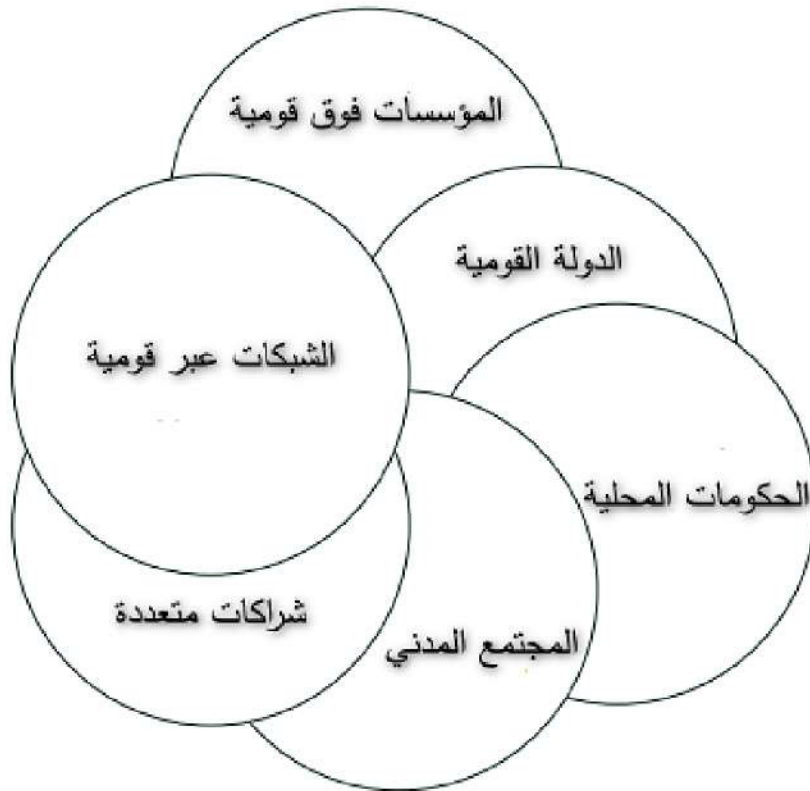 المؤسسات فوق قومية
الدولة القومية
الشبكات عبر قومية
الحكومات المحلية
شراكات متعددة
المجتمع المدني